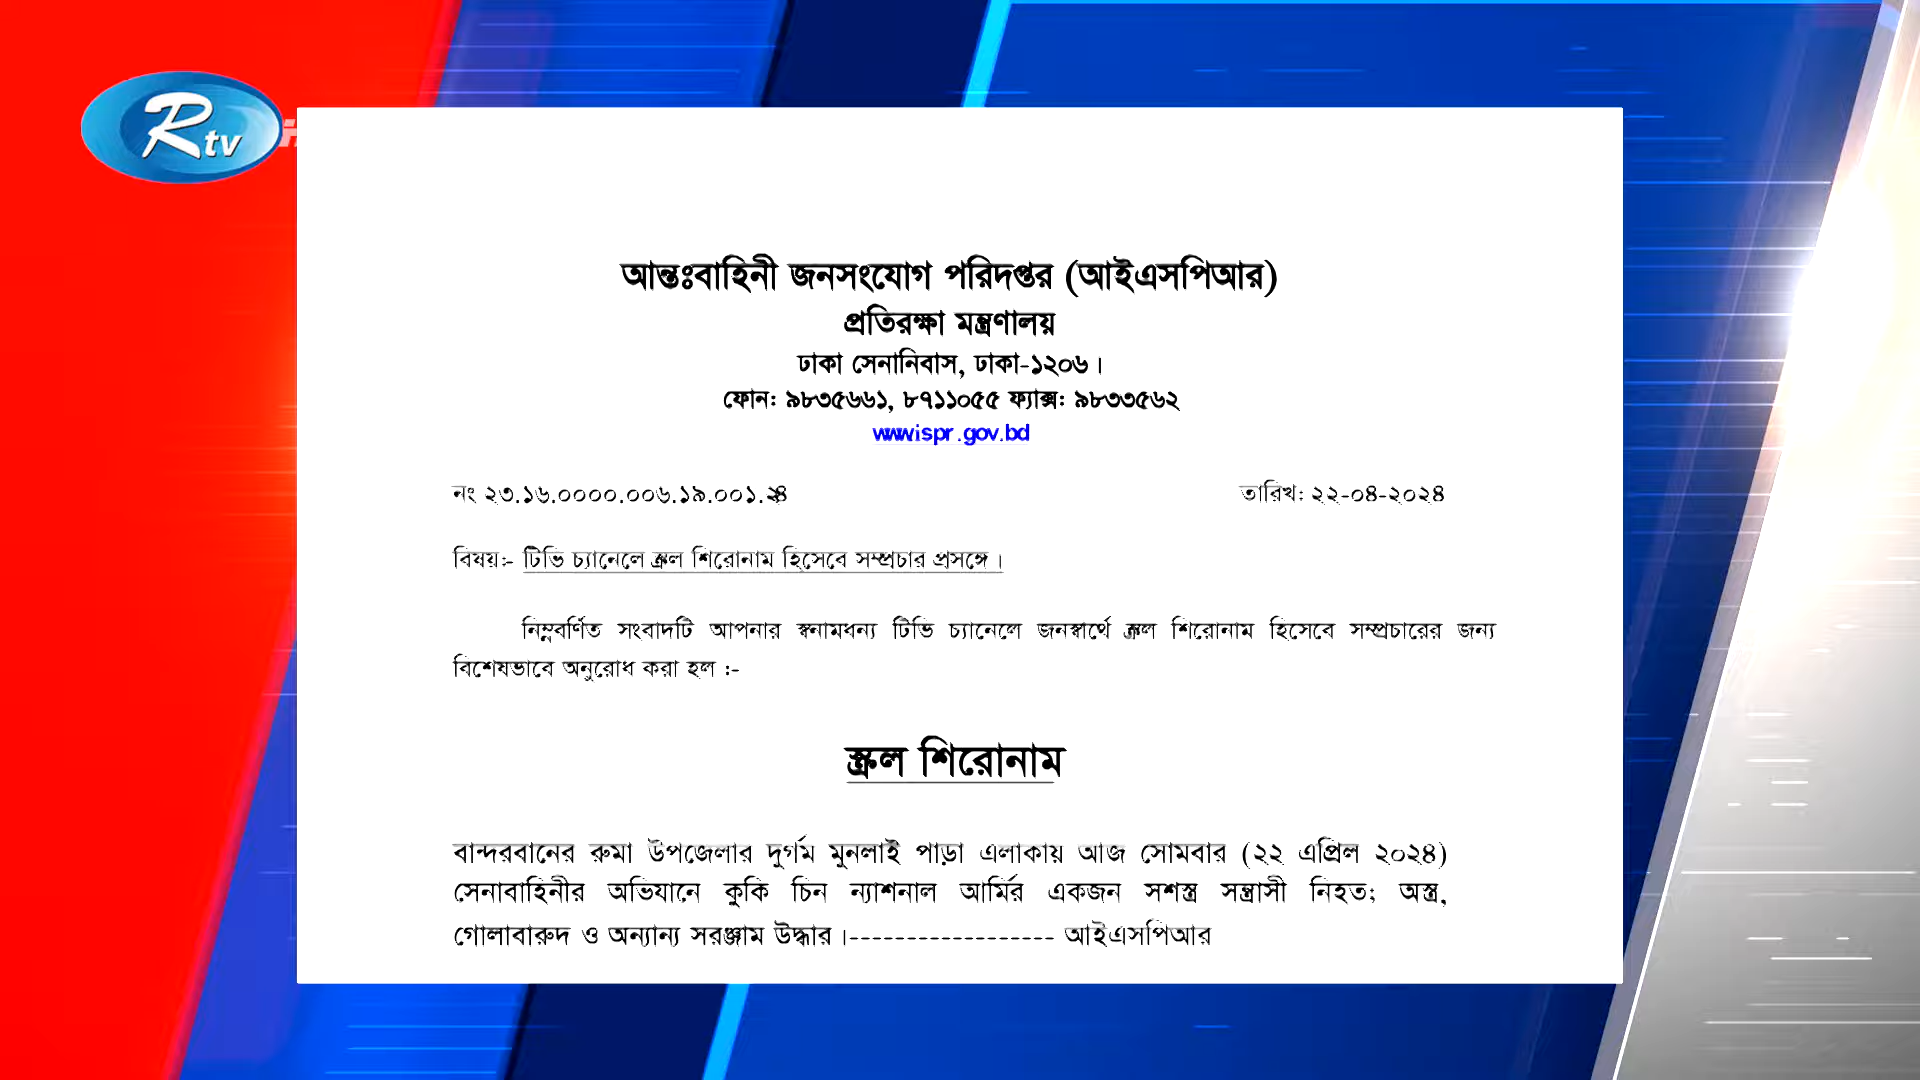 Rtv
আন্তঃবাহিনী জনসংযোগ পরিদপ্তর (আইএসপিআর)
প্রতিরক্ষা মন্ত্রণালয়
ঢাকা সেনানিবাস, ঢাকা-১২০৬।
ফোন: ৯৮৩৫৬৬১, ৮৭১১০৫৫ ফ্যাক্স: ৯৮৩৩৫৬২
www.ispr.gov.bd
নং ২৩.১৬.০০০০.০০৬.১৯.০০১.২৪ তারিখ: ২২-০৪-২০২৪
বিষয়:- টিভি চ্যানেলে স্ক্রল শিরোনাম হিসেবে সম্প্রচার প্রসঙ্গে।
নিম্নবর্ণিত সংবাদটি আপনার স্বনামধন্য টিভি চ্যানেলে জনস্বার্থে স্ক্রল শিরোনাম হিসেবে সম্প্রচারের জন্য
বিশেষভাবে অনুরোধ করা হল :-
স্ক্রল শিরোনাম
বান্দরবানের রুমা উপজেলার দুর্গম মুনলাই পাড়া এলাকায় আজ সোমবার (২২ এপ্রিল ২০২৪)
সেনাবাহিনীর অভিযানে কুকি চিন ন্যাশনাল আর্মির একজন সশস্ত্র সন্ত্রাসী নিহত; অস্ত্র,
গোলাবারুদ ও অন্যান্য সরঞ্জাম উদ্ধার।------------------ আইএসপিআর